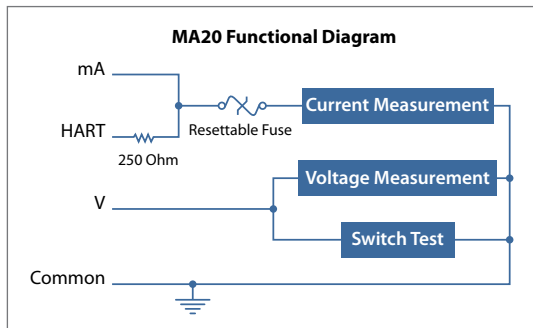 MA20 Functional Diagram
mA
Current Measurement
HART
Resettable Fuse
250 Ohm
Voltage Measurement
V
Switch Test
Common